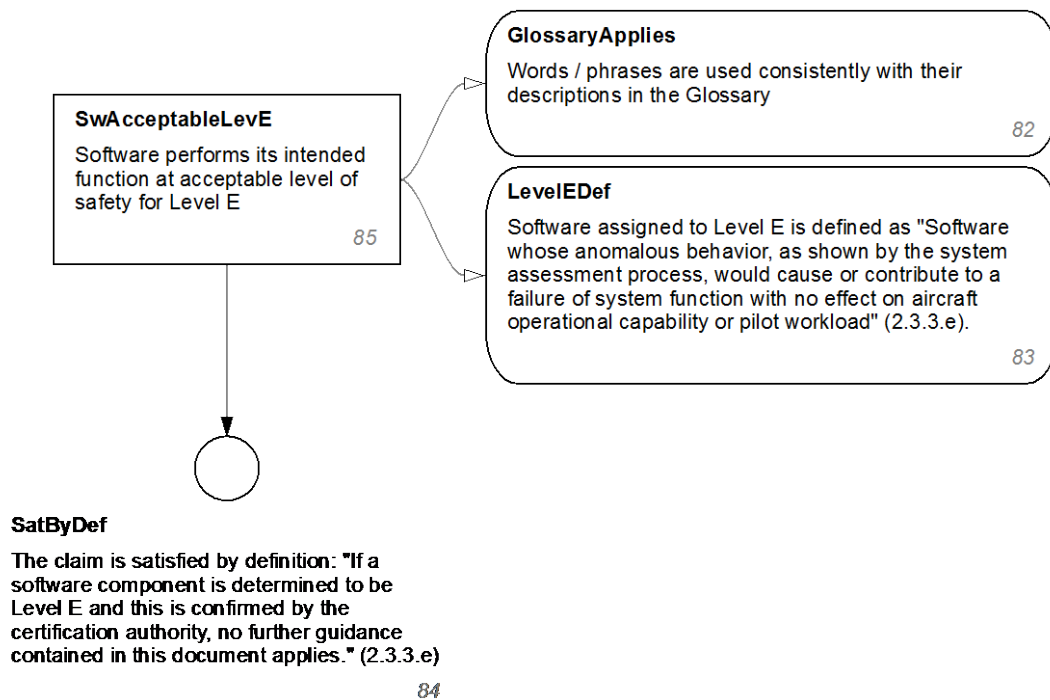 GlossaryApplies
Words / phrases are used consistently with their
descriptions in the Glossary
82
SwAcceptableLevE
Software performs its intended
function at acceptable level of
safety for Level E
85
LevelEDef
Software assigned to Level E is defined as "Software
whose anomalous behavior, as shown by the system
assessment process, would cause or contribute to a
failure of system function with no effect on aircraft
operational capability or pilot workload" (2.3.3.e).
83
SatByDef
The claim is satisfied by definition: "If a
software component is determined to be
Level E and this is confirmed by the
certification authority, no further guidance
contained in this document applies." (2.3.3.e)
84